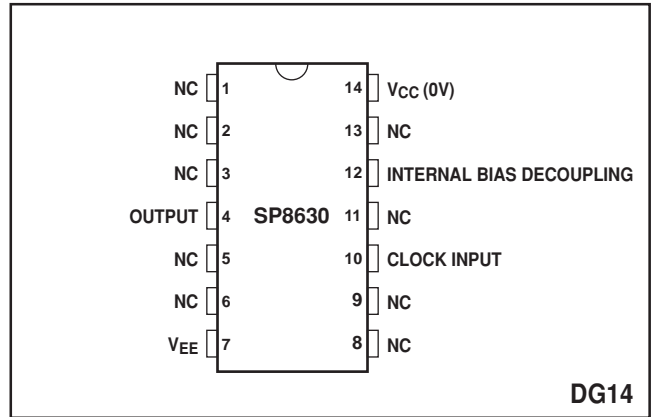 NC 1 14 VCC (0V)
NC 2 13 NC
NC 3 12 INTERNAL BIAS DECOUPLING
OUTPUT 4 SP8630 11 NC
NC 5 10 CLOCK INPUT
NC 6 9 NC
VEE 7 8 NC
DG14